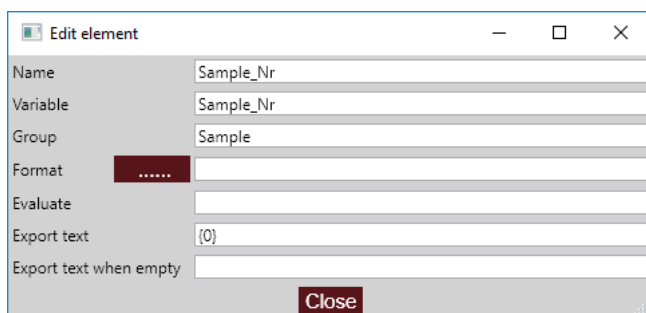 Edit element
Name Sample_Nr
Variable Sample_Nr
Group Sample
Format ......
Evaluate
Export text {0}
Export text when empty
Close